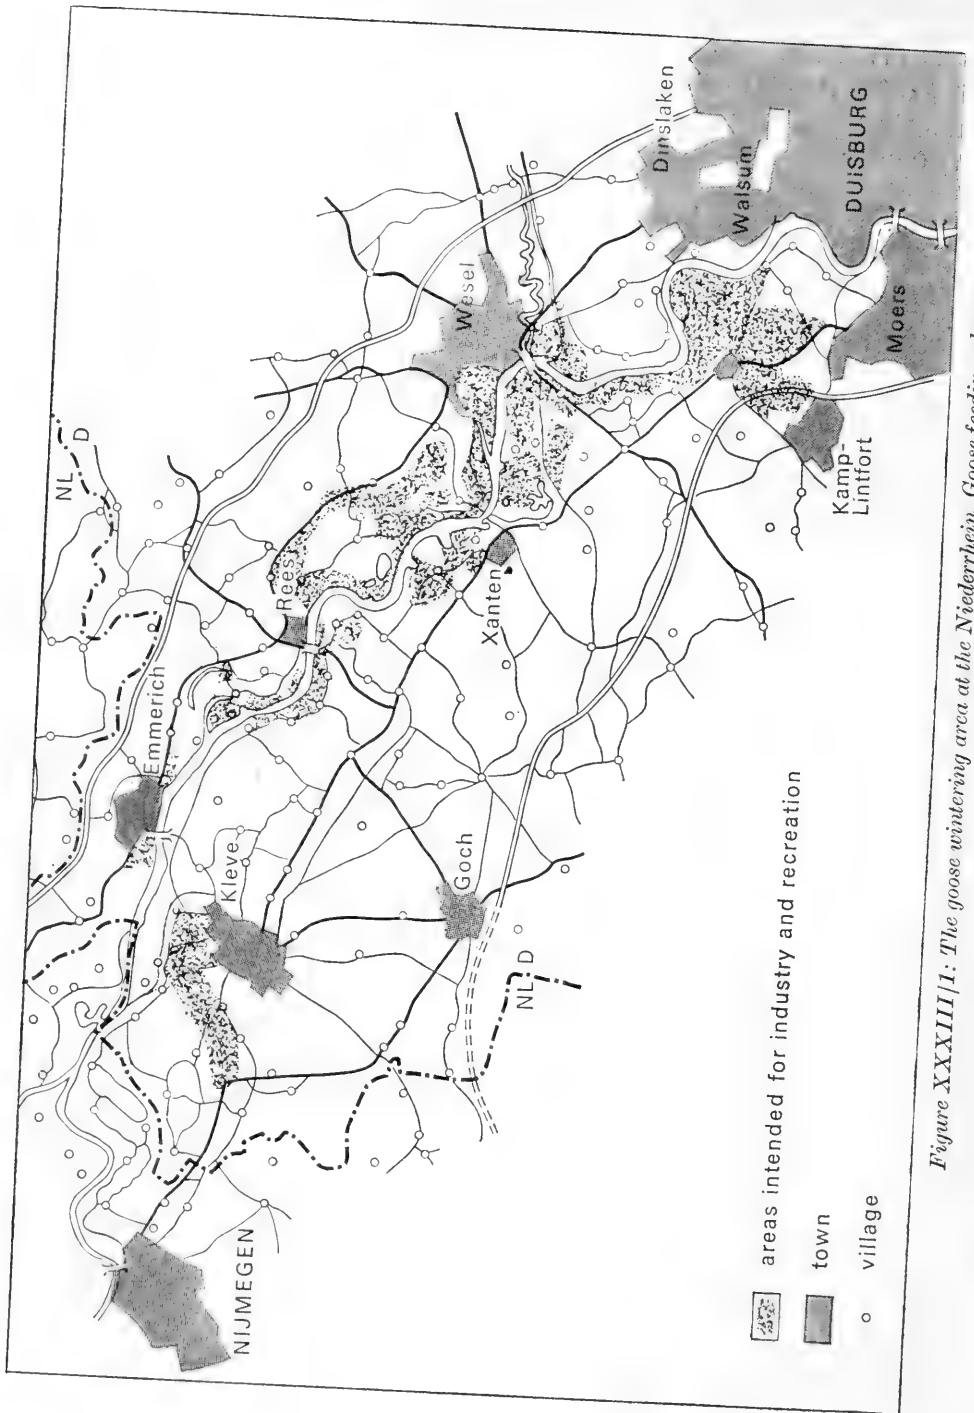 NL
D
Dinslaken
Walsum
DUISBURG
Wesel
Moers
Kamp-
Lintfort
Rees
Xanten
Emmerich
Kleve
Goch
NL
D
NIJMEGEN
areas intended for industry and recreation
town
village
Figure XXXIII/1: The goose wintering area at the Niederrhein. Goose